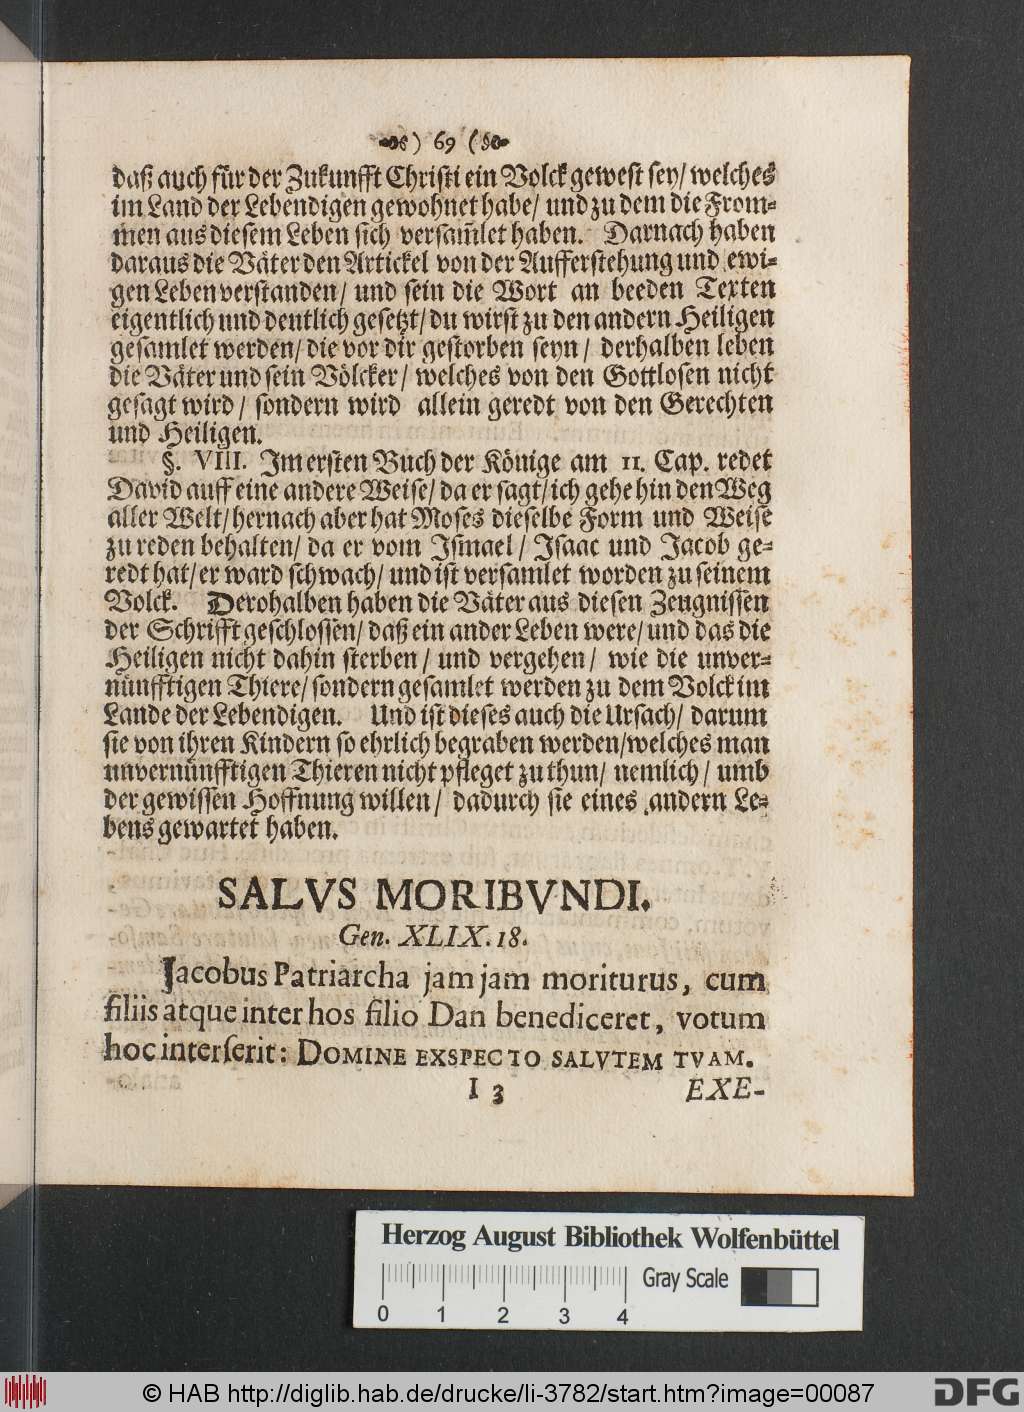 ) 69 (
daß auch für der Zukunfft Christi ein Volck gewest sey/ welches
im Land der Lebendigen gewohnet habe/ und zu dem die From-
men aus diesem Leben sich versam̃let haben. Darnach haben
daraus die Väter den Artickel von der Aufferstehung und ewi-
gen Leben verstanden/ und sein die Wort an beeden Texten
eigentlich und deutlich gesetzt/ du wirst zu den andern Heiligen
gesamlet werden/ die vor dir gestorben seyn/ derhalben leben
die Väter und sein Völcker/ welches von den Gottlosen nicht
gesagt wird/ sondern wird allein geredt von den Gerechten
und Heiligen.
§. VIII. Im ersten Buch der Könige am 11. Cap. redet
David auff eine andere Weise/ da er sagt/ ich gehe hin den Weg
aller Welt/ hernach aber hat Moses dieselbe Form und Weise
zu reden behalten/ da er vom Ismael/ Isaac und Jacob ge-
redt hat/ er ward schwach/ und ist versamlet worden zu seinem
Volck. Derohalben haben die Väter aus diesen Zeugnissen
der Schrifft geschlossen/ daß ein ander Leben were/ und das die
Heiligen nicht dahin sterben/ und vergehen/ wie die unver-
nünfftigen Thiere/ sondern gesamlet werden zu dem Volck im
Lande der Lebendigen. Und ist dieses auch die Ursach/ darum
sie von ihren Kindern so ehrlich begraben werden/ welches man
unvernünfftigen Thieren nicht pfleget zu thun/ nemlich/ umb
der gewissen Hoffnung willen/ dadurch sie eines andern Le-
bens gewartet haben.
SALVS MORIBVNDI.
Gen. XLIX. 18.
Jacobus Patriarcha jam jam moriturus, cum
filiis atque inter hos filio Dan benediceret, votum
hoc interserit: DOMINE EXSPECTO SALVTEM TVAM.
I 3 EXE-
Herzog August Bibliothek Wolfenbüttel
Gray Scale
0 1 2 3 4
© HAB http://diglib.hab.de/drucke/li-3782/start.htm?image=00087
DFG